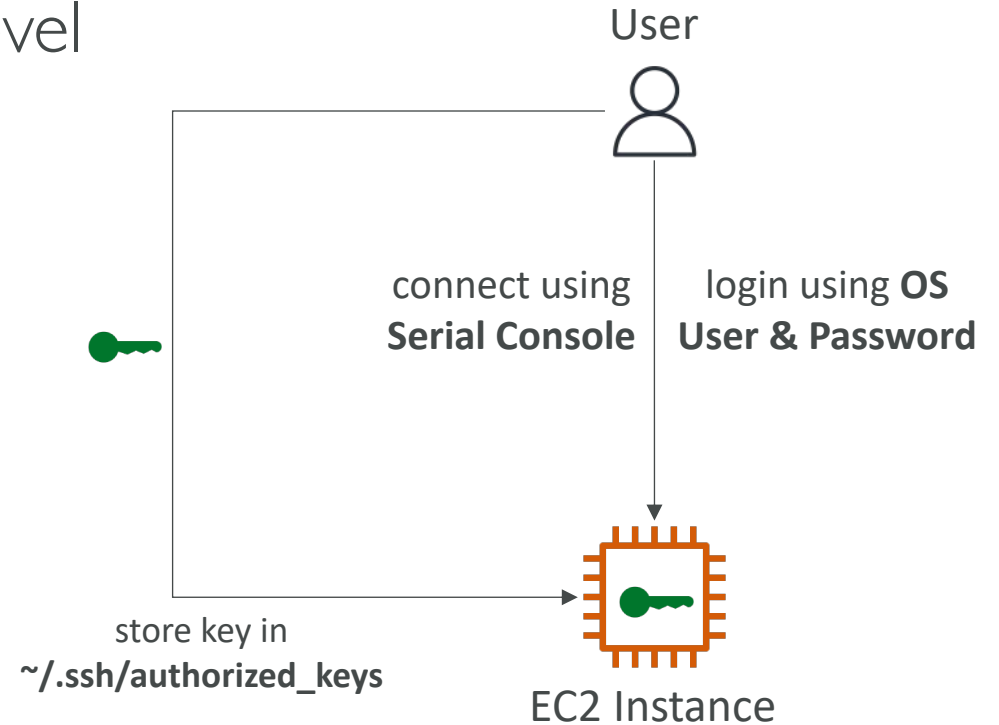 vel
User
connect using
Serial Console
login using OS
User & Password
store key in
~/.ssh/authorized_keys
EC2 Instance